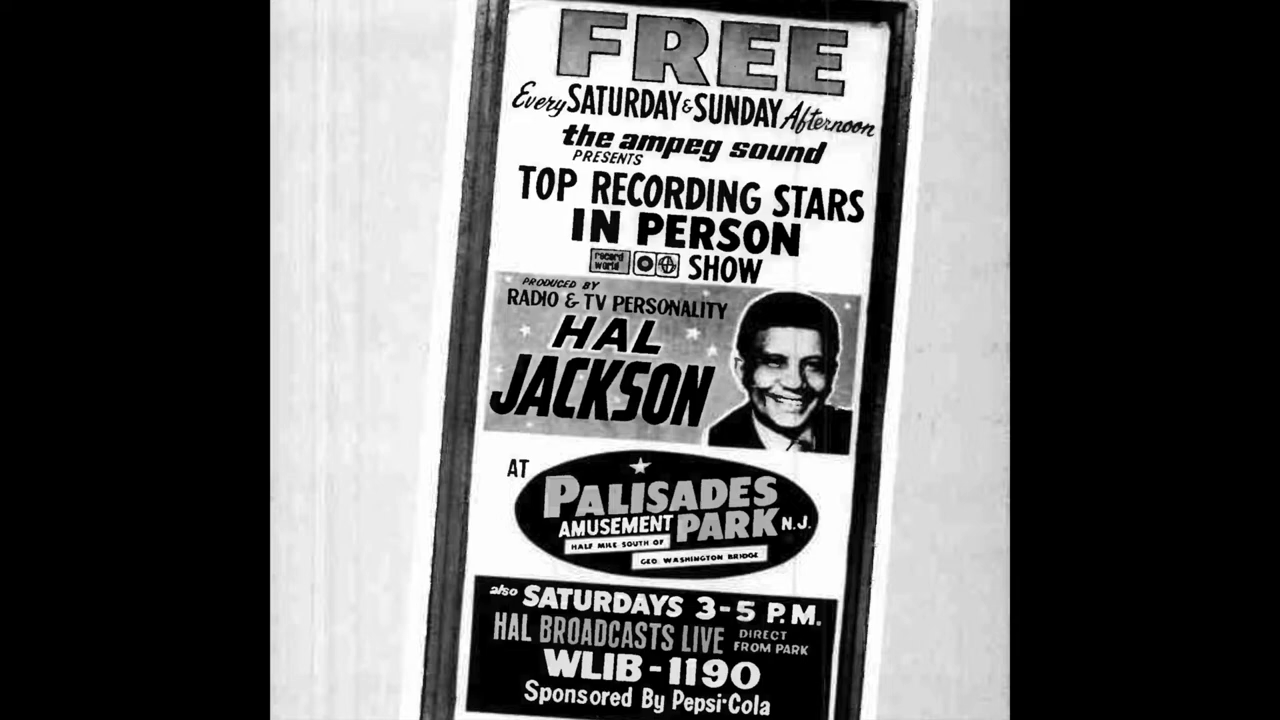 FREE
Every SATURDAY & SUNDAY Afternoon
the ampeg sound
PRESENTS
TOP RECORDING STARS
IN PERSON
record world SHOW
PRODUCED BY
RADIO & TV PERSONALITY
HAL
JACKSON
AT
PALISADES
AMUSEMENT PARK N.J.
HALF MILE SOUTH OF
GEO. WASHINGTON BRIDGE
also SATURDAYS 3-5 P.M.
HAL BROADCASTS LIVE DIRECT FROM PARK
WLIB-1190
Sponsored By Pepsi-Cola